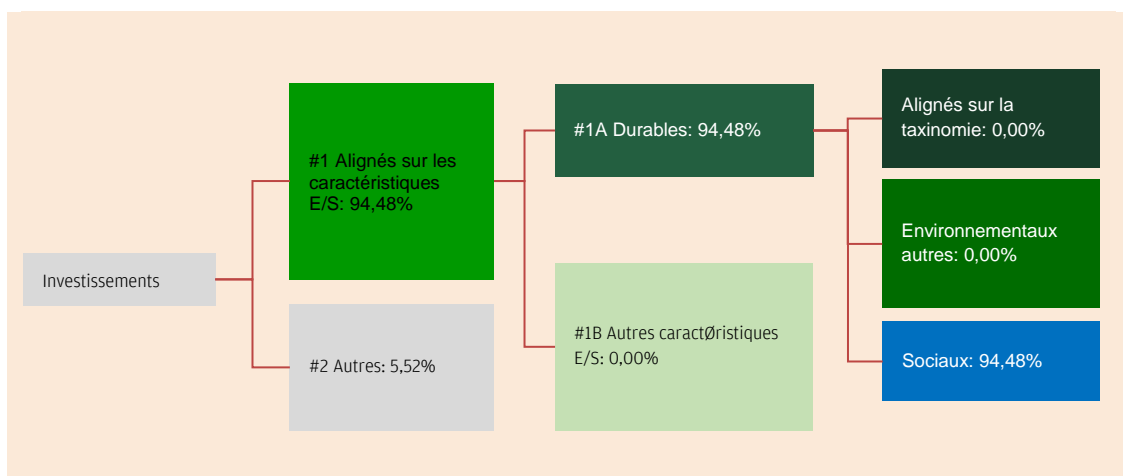 Investissements
#1 Alignés sur les
caractéristiques
E/S: 94,48%
#2 Autres: 5,52%
#1A Durables: 94,48%
#1B Autres caractØristiques
E/S: 0,00%
Alignés sur la
taxinomie: 0,00%
Environnementaux
autres: 0,00%
Sociaux: 94,48%